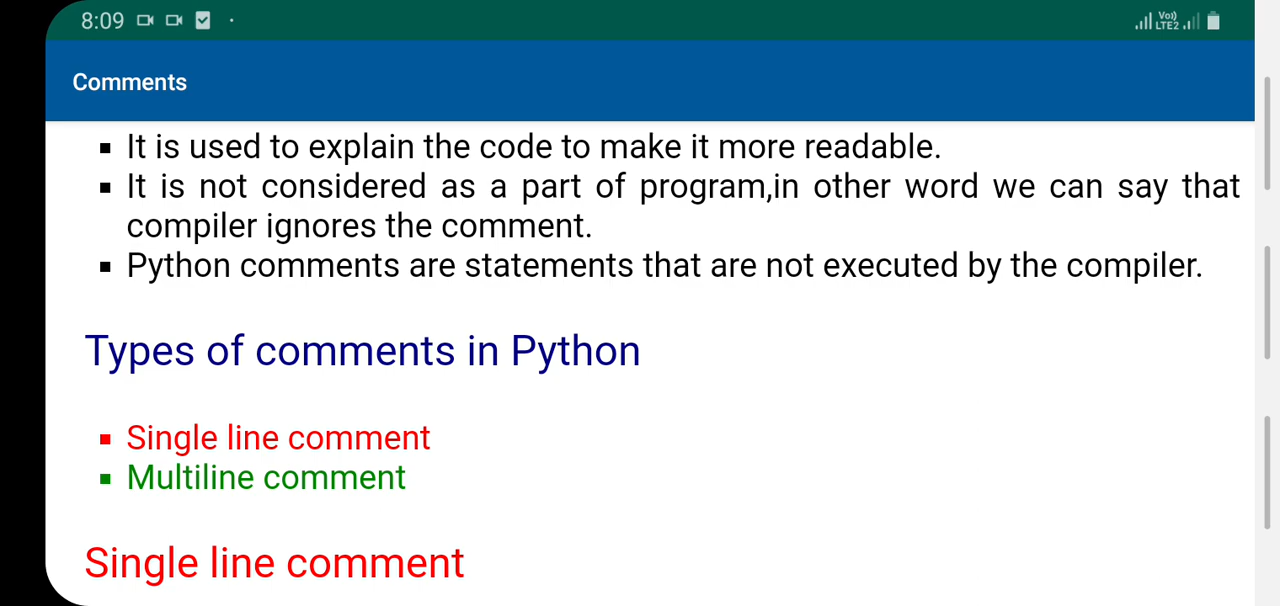 8:09
Vo))
LTE2
Comments
▪ It is used to explain the code to make it more readable.
▪ It is not considered as a part of program,in other word we can say that
compiler ignores the comment.
▪ Python comments are statements that are not executed by the compiler.
Types of comments in Python
▪ Single line comment
▪ Multiline comment
Single line comment